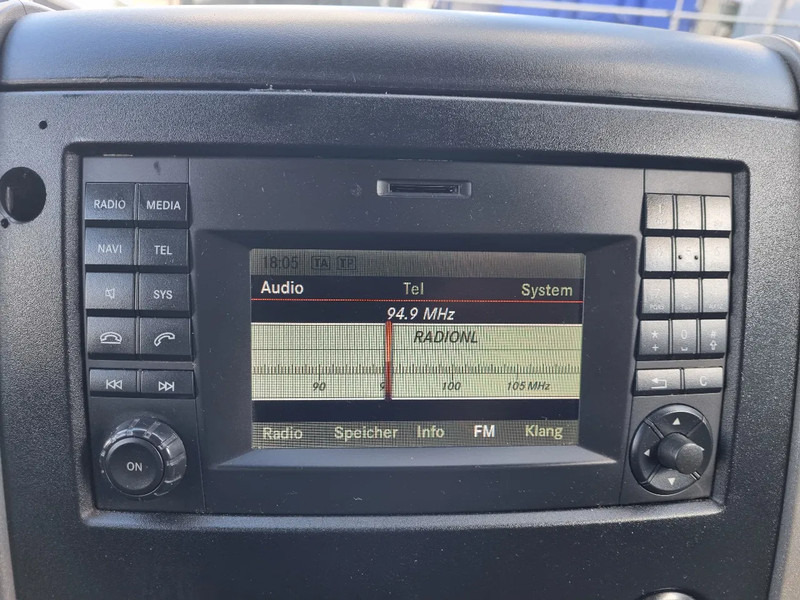 RADIO MEDIA
NAVI TEL
SYS
ON
18:05 TA TP
Audio Tel System
94.9 MHz
RADIONL
90 100 105 MHz
Radio Speicher Info FM Klang
* 
C